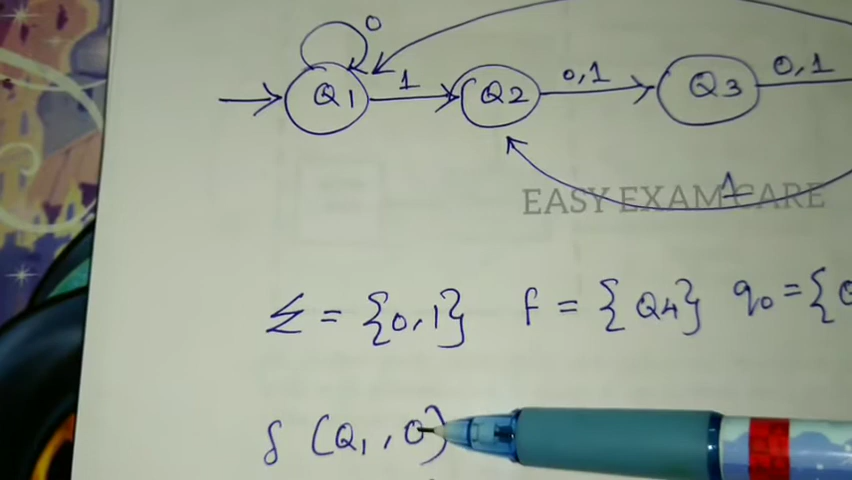 0
Q1 1 Q2 0,1 Q3 0,1
1
EASY EXAM CARE
Σ = {0,1} f = {Q4} q0 = {
δ (Q1, 0)